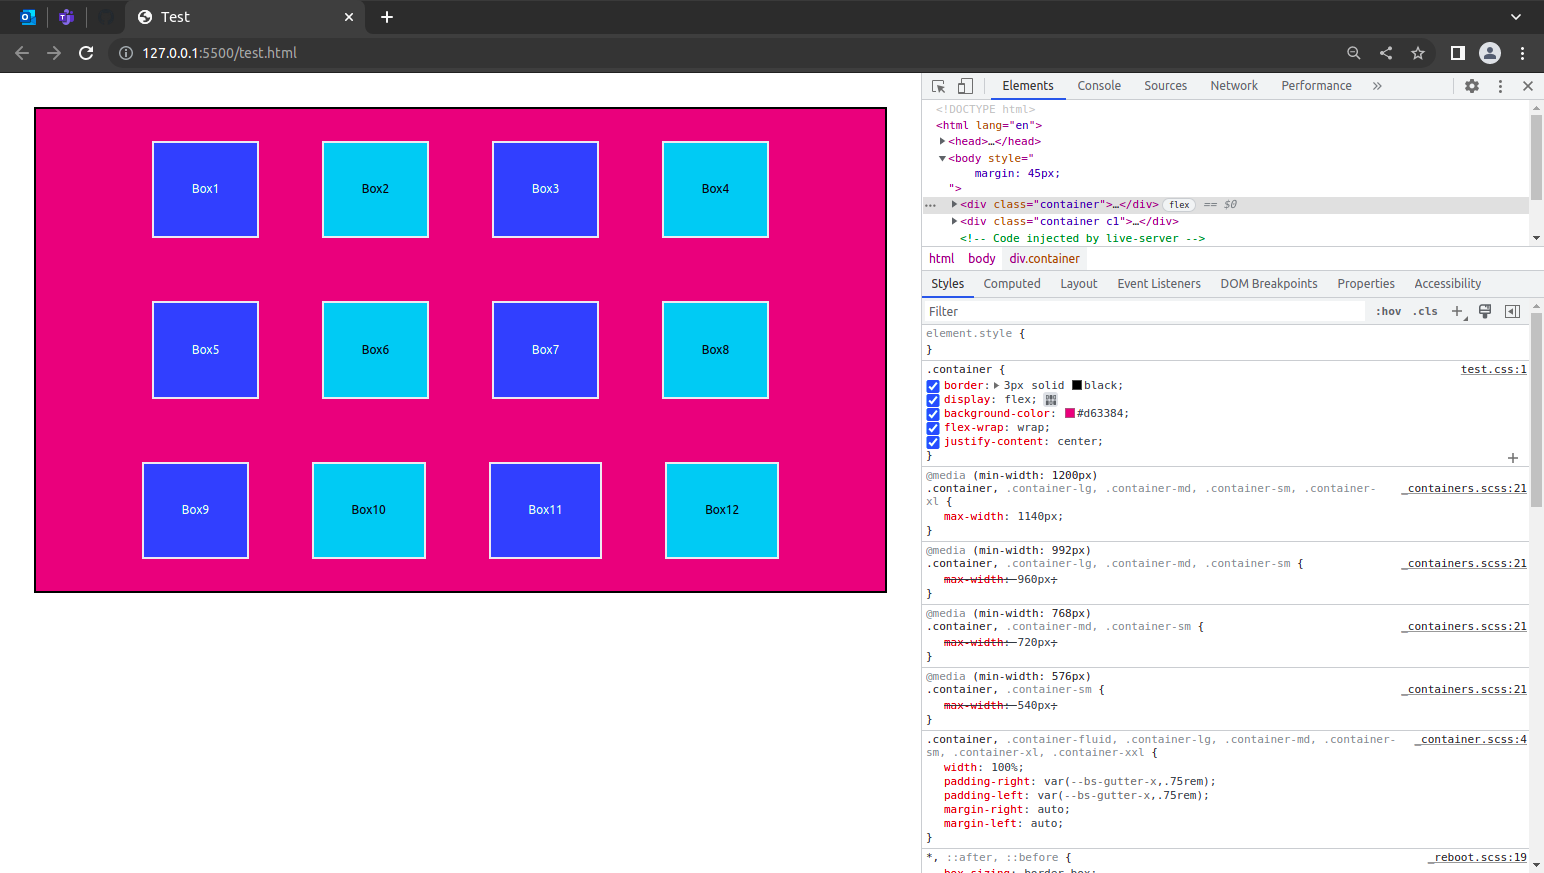 Test
127.0.0.1:5500/test.html
Box1
Box2
Box3
Box4
Box5
Box6
Box7
Box8
Box9
Box10
Box11
Box12
Elements
Console
Sources
Network
Performance
<!DOCTYPE html>
<html lang="en">
<head>…</head>
<body style="
margin: 45px;
">
<div class="container">…</div> flex == $0
<div class="container c1">…</div>
<!-- Code injected by live-server -->
html body div.container
Styles
Computed
Layout
Event Listeners
DOM Breakpoints
Properties
Accessibility
Filter
:hov .cls
element.style {
}
.container { test.css:1
border: 3px solid black;
display: flex;
background-color: #d63384;
flex-wrap: wrap;
justify-content: center;
}
@media (min-width: 1200px)
.container, .container-lg, .container-md, .container-sm, .container- _containers.scss:21
xl {
max-width: 1140px;
}
@media (min-width: 992px)
.container, .container-lg, .container-md, .container-sm { _containers.scss:21
max-width: 960px;
}
@media (min-width: 768px)
.container, .container-md, .container-sm { _containers.scss:21
max-width: 720px;
}
@media (min-width: 576px)
.container, .container-sm { _containers.scss:21
max-width: 540px;
}
.container, .container-fluid, .container-lg, .container-md, .container- _container.scss:4
sm, .container-xl, .container-xxl {
width: 100%;
padding-right: var(--bs-gutter-x,.75rem);
padding-left: var(--bs-gutter-x,.75rem);
margin-right: auto;
margin-left: auto;
}
*, ::after, ::before { _reboot.scss:19
box-sizing: border-box;